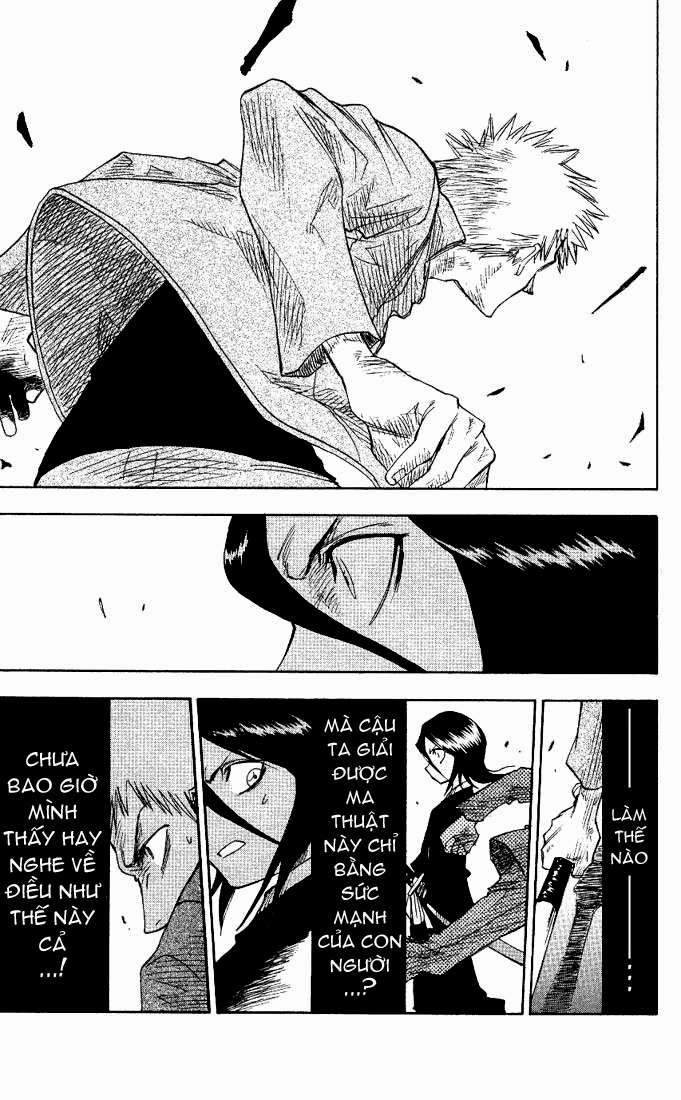 LÀM
THẾ
NÀO
...
MÀ CẬU
TA GIẢI
ĐƯỢC
MA
THUẬT
NÀY CHỈ
BẰNG
SỨC
MẠNH
CỦA CON
NGƯỜI
...?
CHƯA
BAO GIỜ
MÌNH
THẤY HAY
NGHE VỀ
ĐIỀU NHƯ
THẾ NÀY
CẢ
...!